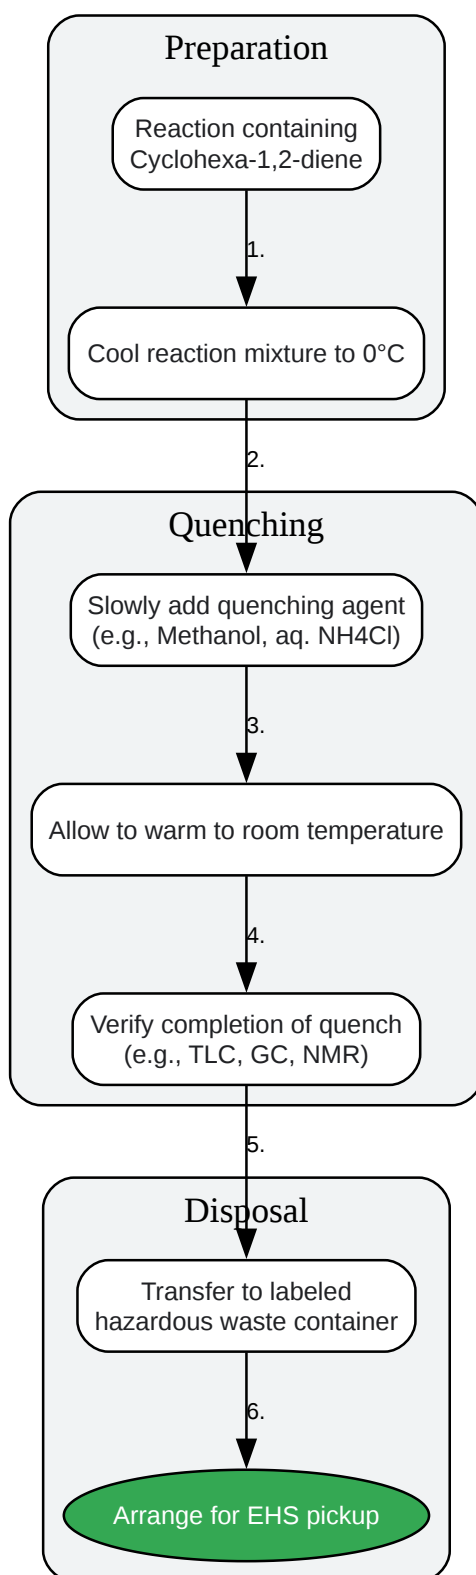 Preparation
Reaction containing
Cyclohexa-1,2-diene
1.
Cool reaction mixture to 0°C
2.
Quenching
Slowly add quenching agent
(e.g., Methanol, aq. NH4Cl)
3.
Allow to warm to room temperature
4.
Verify completion of quench
(e.g., TLC, GC, NMR)
5.
Disposal
Transfer to labeled
hazardous waste container
6.
Arrange for EHS pickup